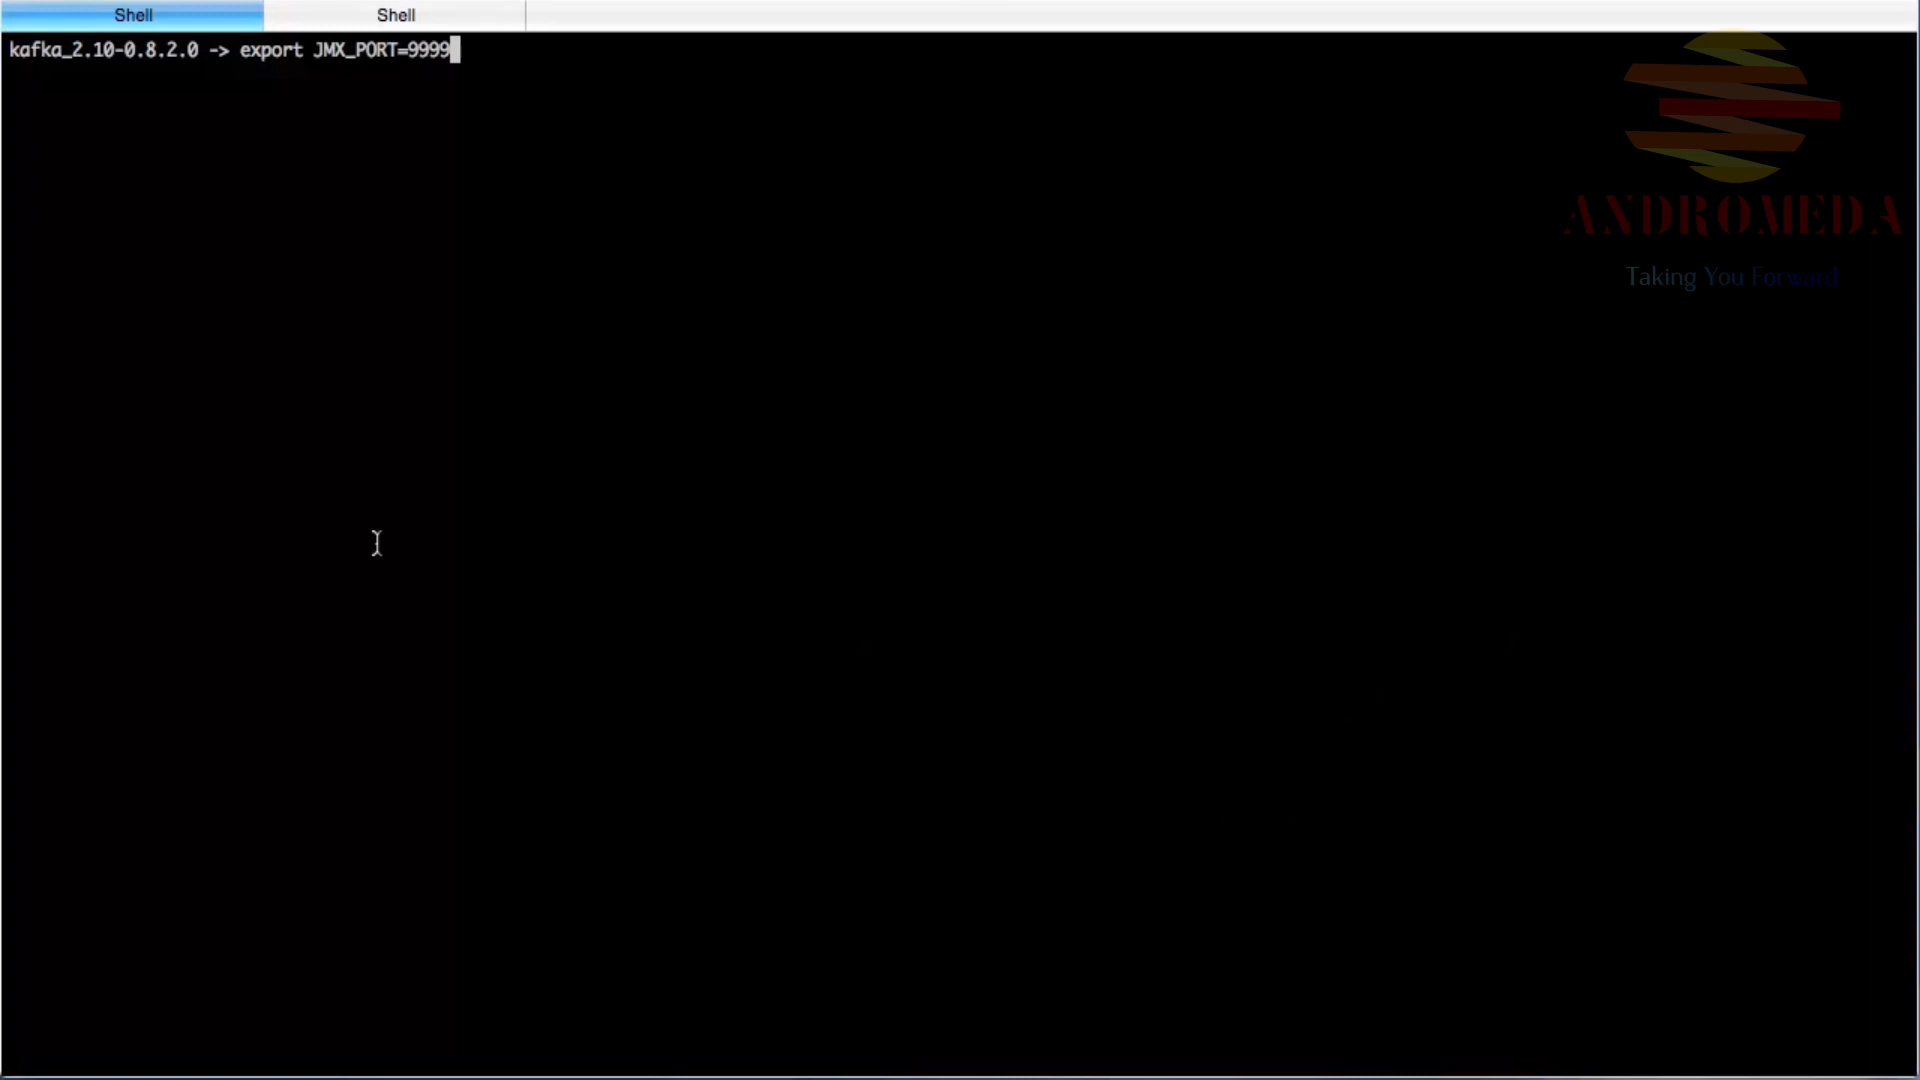 Shell
Shell
kafka_2.10-0.8.2.0 -> export JMX_PORT=9999
ANDROMEDA
Taking You Forward